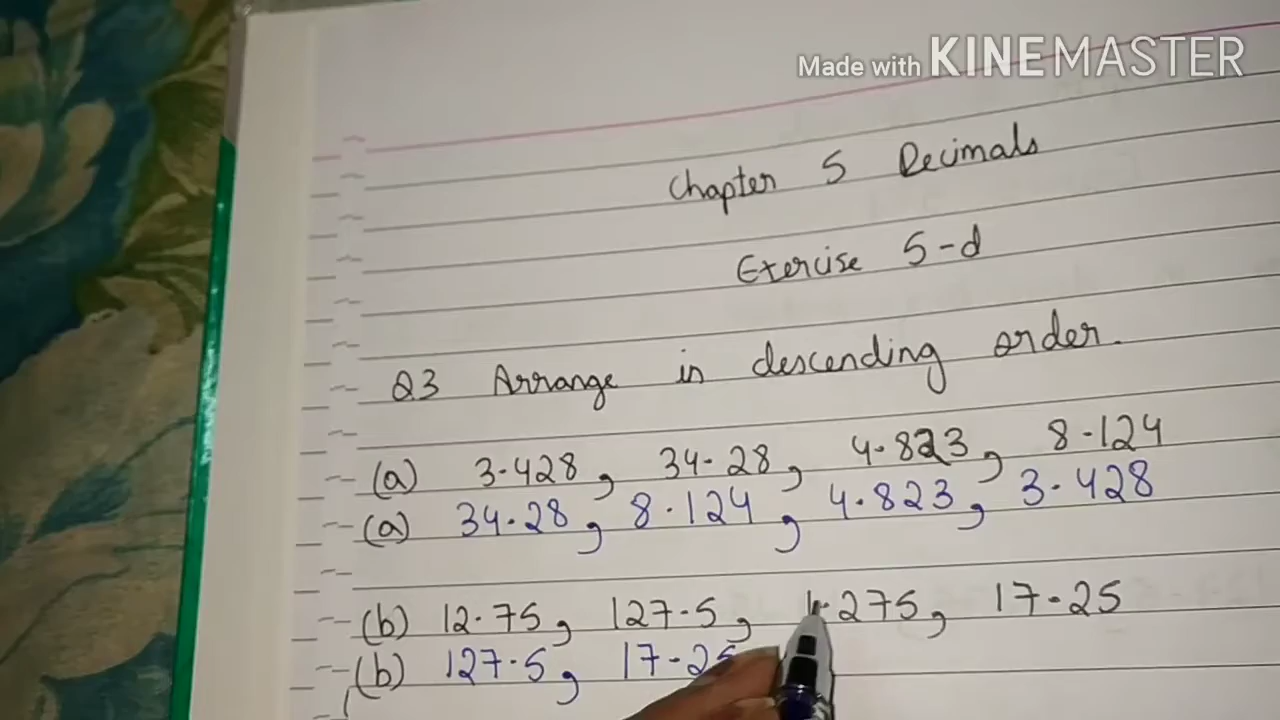 Made with KINEMASTER
Chapter 5 Decimals
Exercise 5-d
Q3 Arrange in descending order.
(a) 3.428, 34.28, 4.823, 8.124
(a) 34.28, 8.124, 4.823, 3.428
(b) 12.75, 127.5, 1.275, 17.25
(b) 127.5, 17.25